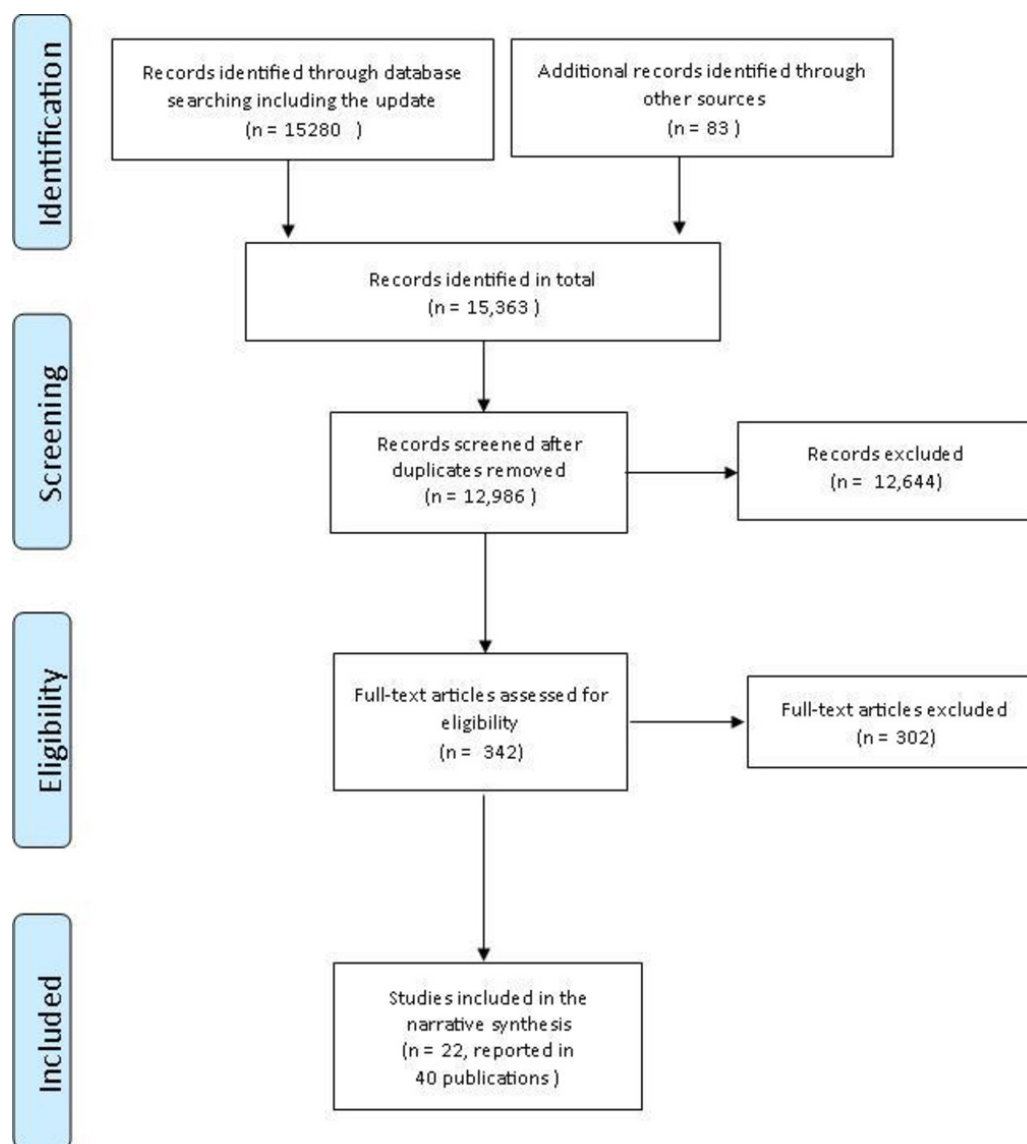 Identification
Records identified through database
searching including the update
(n = 15280   )
Additional records identified through
other sources
(n = 83  )
Records identified in total
(n = 15,363 )
Screening
Records screened after
duplicates removed
(n = 12,986  )
Records excluded
(n =  12,644)
Eligibility
Full-text articles assessed for
eligibility
(n =  342)
Full-text articles excluded
(n = 302)
Included
Studies included in the
narrative synthesis
(n = 22, reported in
40 publications )